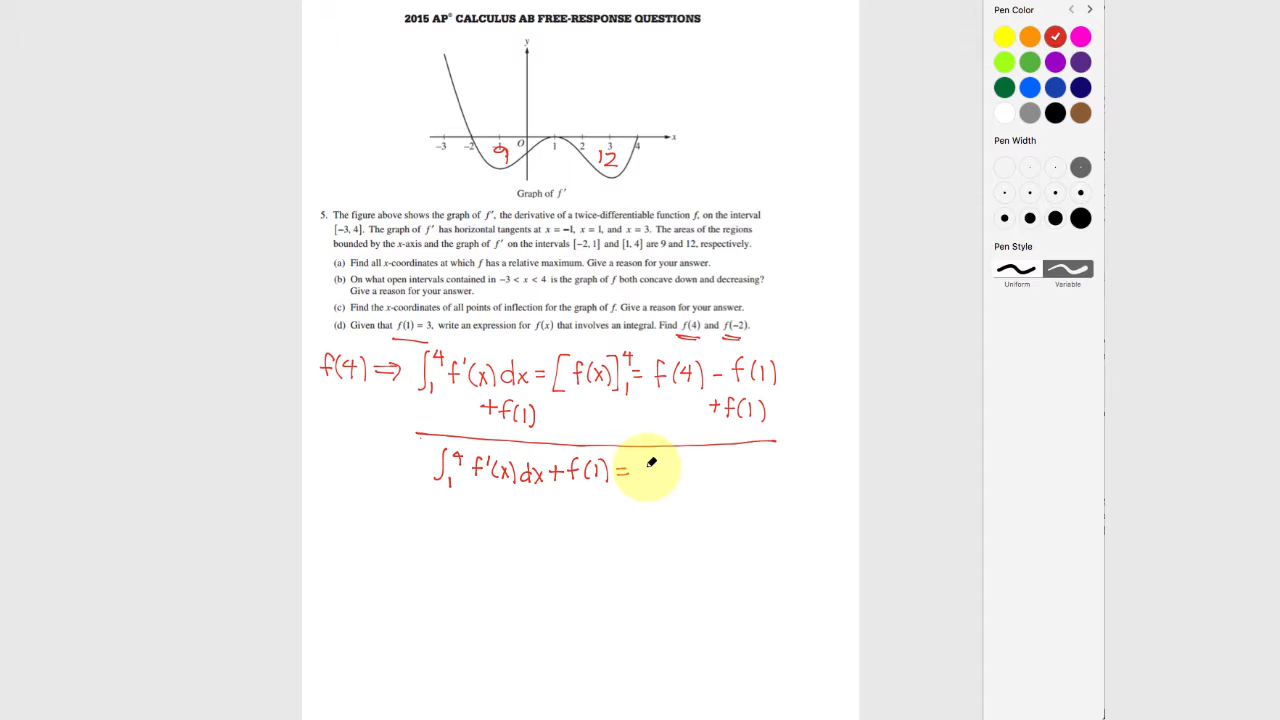 2015 AP® CALCULUS AB FREE-RESPONSE QUESTIONS
y
x
-3 -2 -1 O 1 2 3 4
9 12
Graph of f′
5. The figure above shows the graph of f′, the derivative of a twice-differentiable function f, on the interval
[−3, 4]. The graph of f′ has horizontal tangents at x = −1, x = 1, and x = 3. The areas of the regions
bounded by the x-axis and the graph of f′ on the intervals [−2, 1] and [1, 4] are 9 and 12, respectively.
(a) Find all x-coordinates at which f has a relative maximum. Give a reason for your answer.
(b) On what open intervals contained in −3 < x < 4 is the graph of f both concave down and decreasing?
Give a reason for your answer.
(c) Find the x-coordinates of all points of inflection for the graph of f. Give a reason for your answer.
(d) Given that f(1) = 3, write an expression for f(x) that involves an integral. Find f(4) and f(−2).
f(4) ⇒ ∫₁⁴ f'(x) dx = [f(x)]₁⁴ = f(4) − f(1)
+f(1) +f(1)
∫₁⁴ f'(x) dx + f(1) =
Pen Color
Pen Width
Pen Style
Uniform Variable